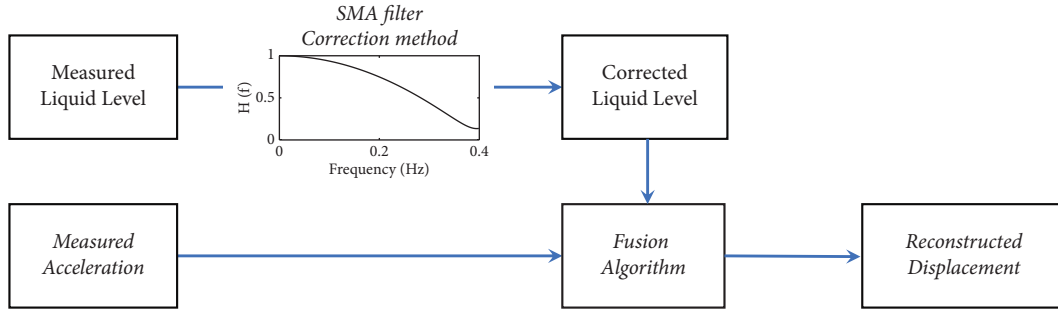 SMA filter
Correction method
Measured
Liquid Level
H (f)
1
0.5
0
0
0.2
0.4
Frequency (Hz)
Corrected
Liquid Level
Measured
Acceleration
Fusion
Algorithm
Reconstructed
Displacement